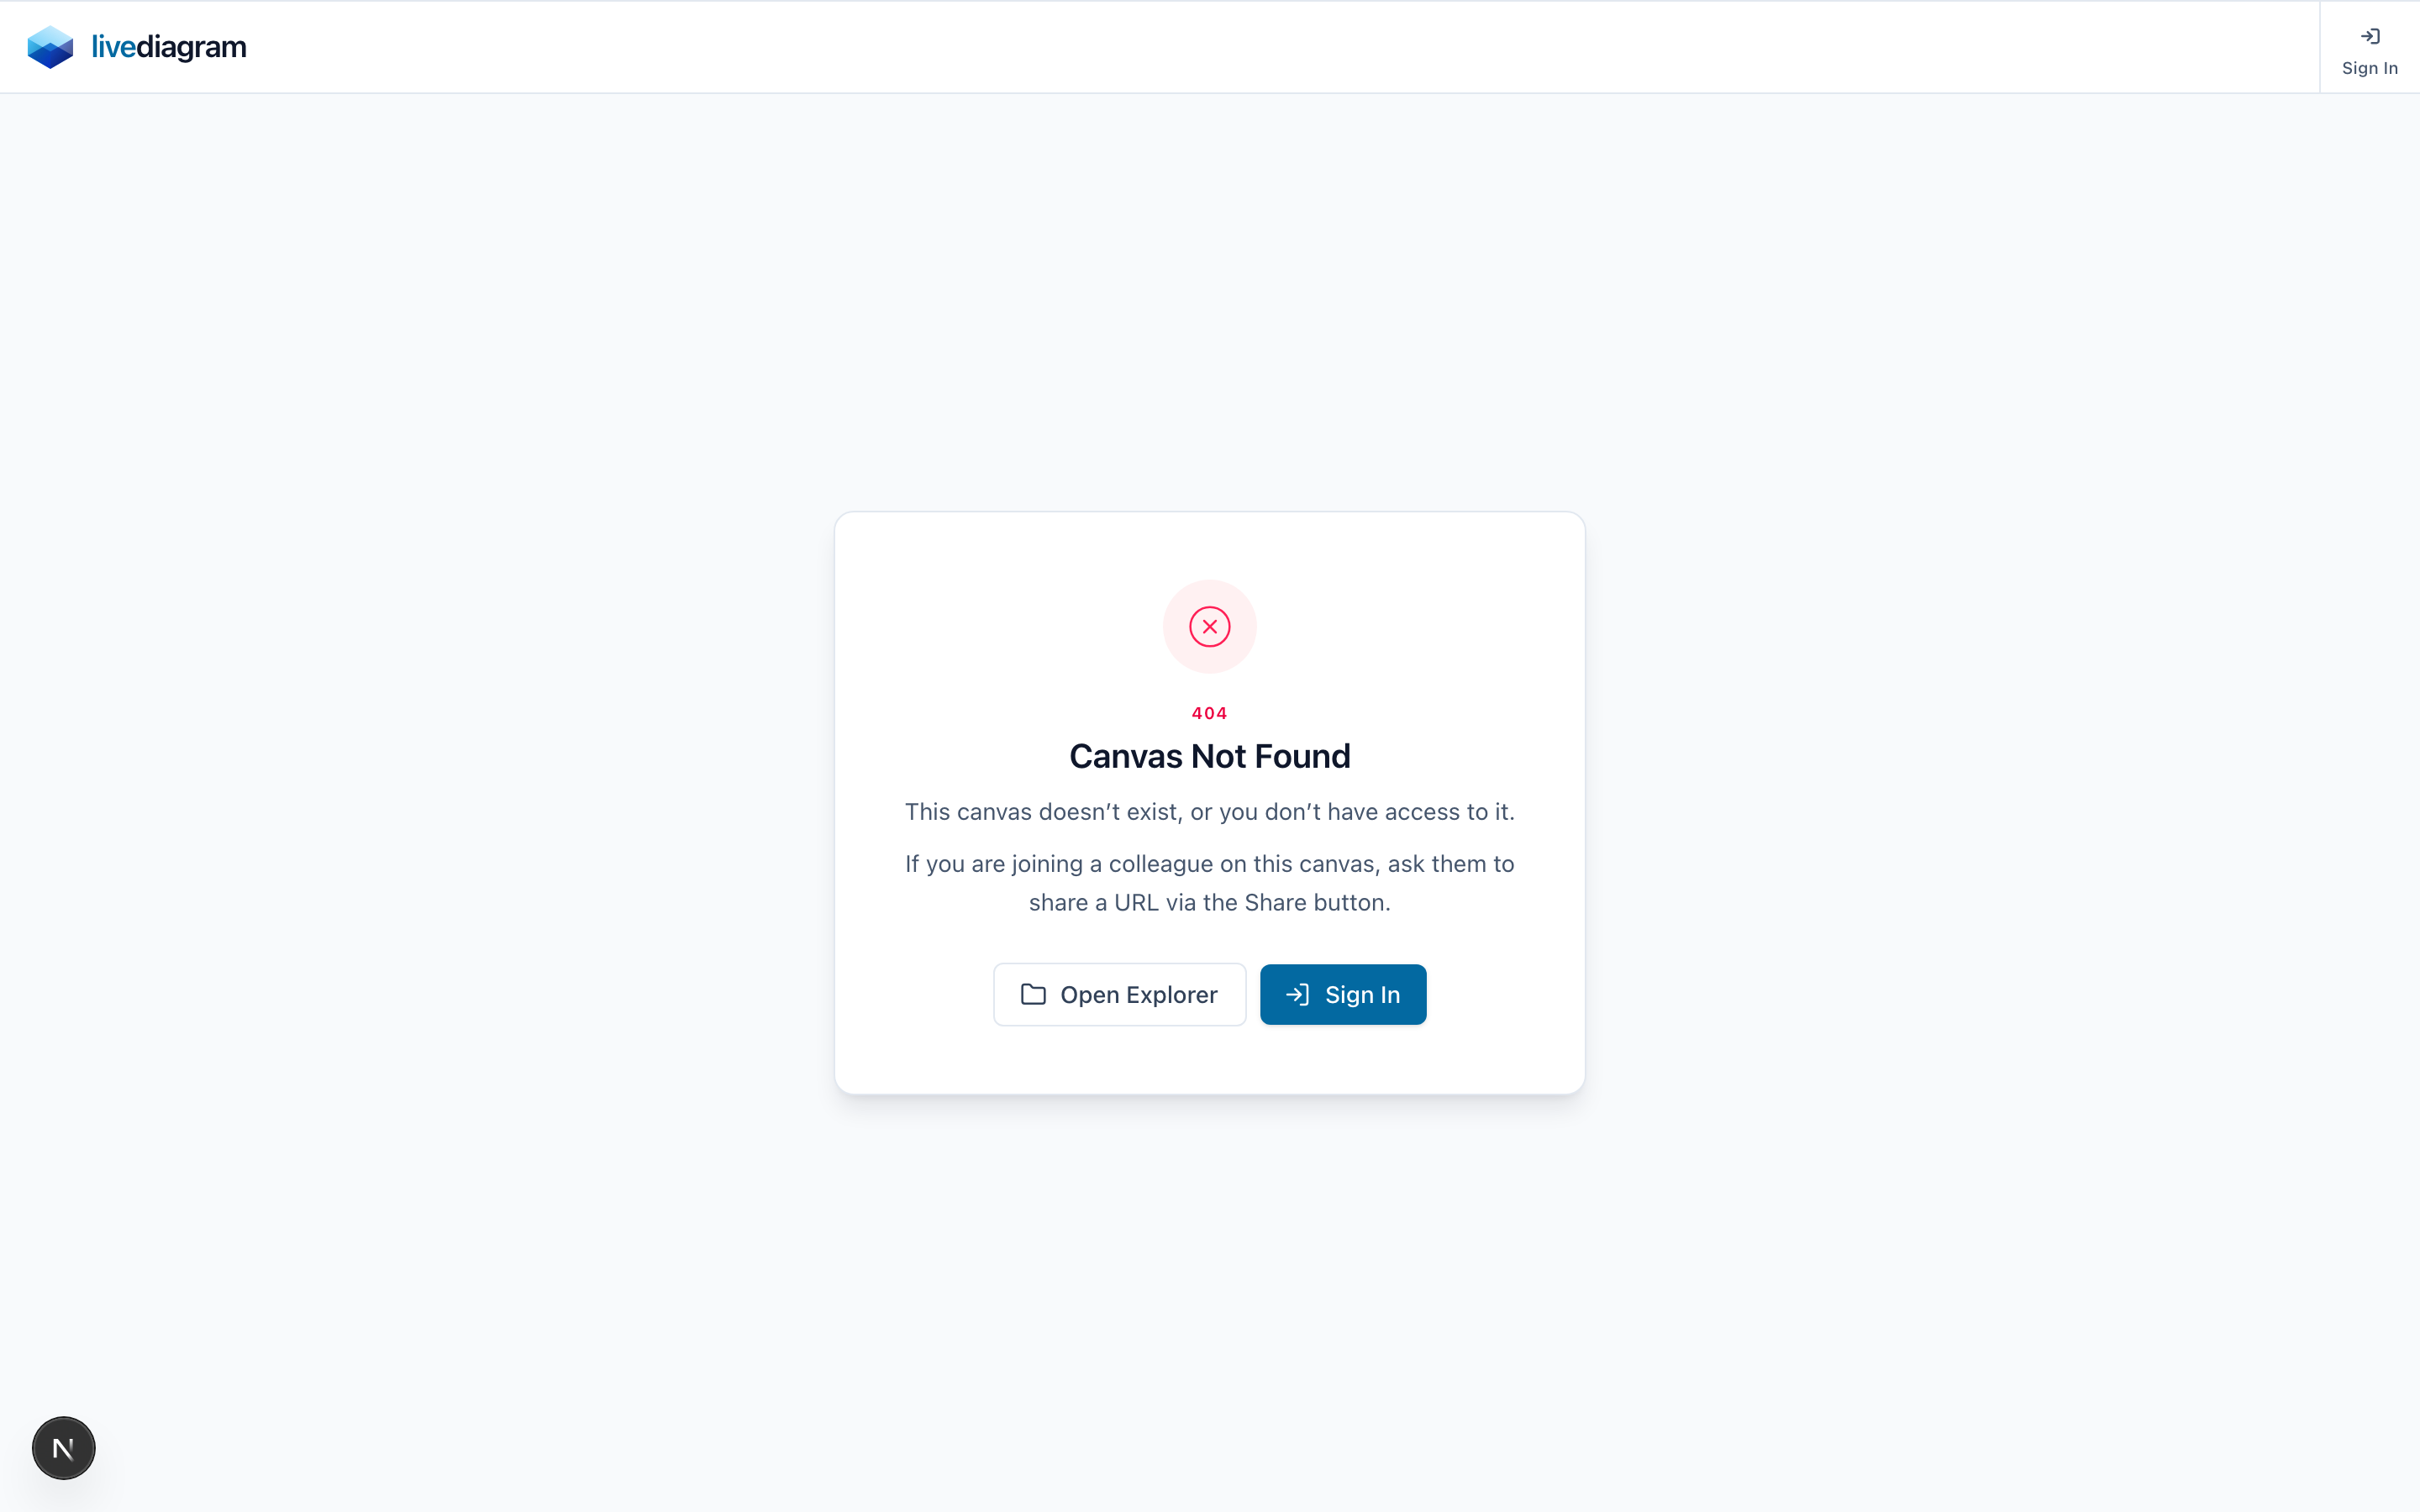 livediagram
Sign In
404
Canvas Not Found
This canvas doesn’t exist, or you don’t have access to it.
If you are joining a colleague on this canvas, ask them to
share a URL via the Share button.
Open Explorer
Sign In
N